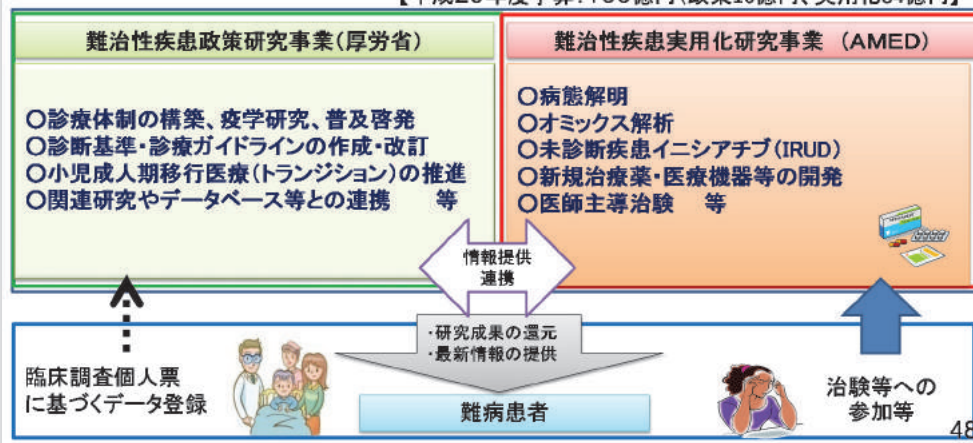 難治性疾患政策研究事業(厚労省)
〇診療体制の構築、疫学研究、普及啓発
〇診断基準・診療ガイドラインの作成・改訂
〇小児成人期移行医療(トランジション)の推進
〇関連研究やデータベース等との連携 等
難治性疾患実用化研究事業 (AMED)
〇病態解明
〇オミックス解析
〇未診断疾患イニシアチブ(IRUD)
〇新規治療薬・医療機器等の開発
〇医師主導治験 等
情報提供
連携
・研究成果の還元
・最新情報の提供
臨床調査個人票
に基づくデータ登録
難病患者
治験等への
参加等
48